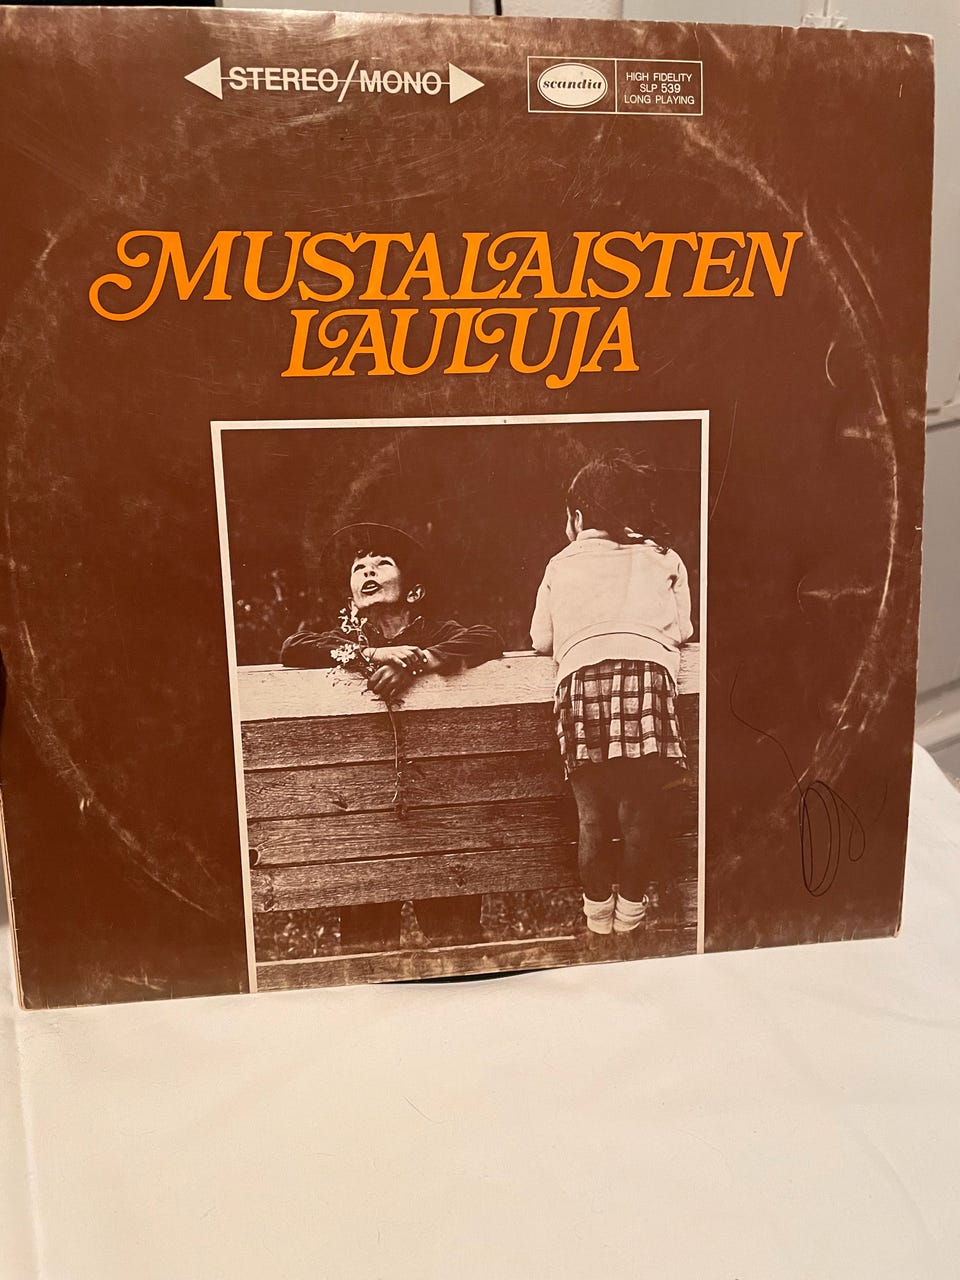 STEREO/MONO
scandia
HIGH FIDELITY
SLP 539
LONG PLAYING
MUSTALAISTEN
LAULUJA